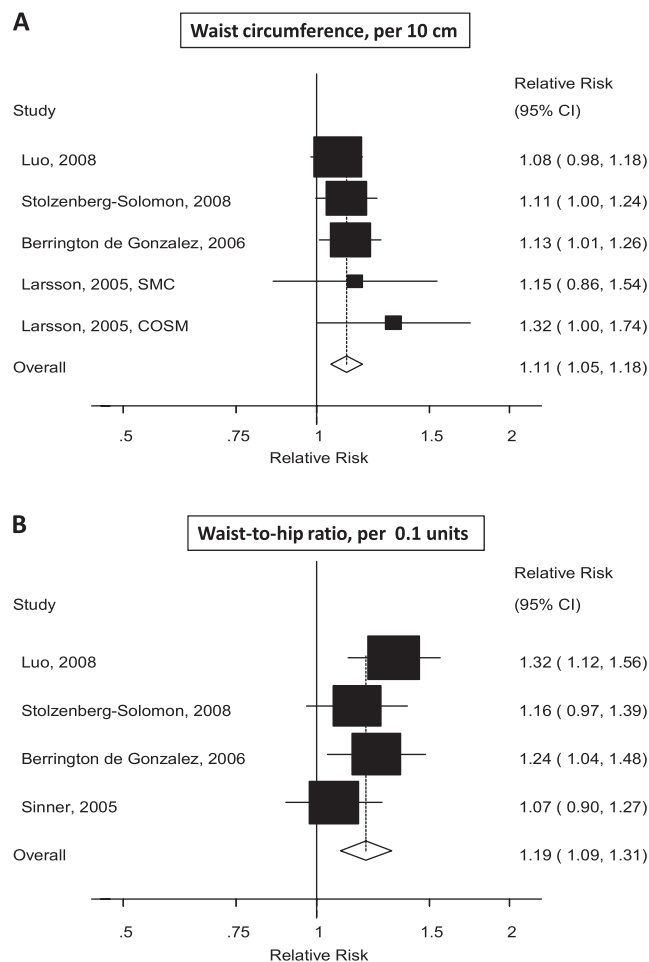 A
Waist circumference, per 10 cm
Relative Risk
Study (95% CI)
Luo, 2008 1.08 ( 0.98, 1.18)
Stolzenberg-Solomon, 2008 1.11 ( 1.00, 1.24)
Berrington de Gonzalez, 2006 1.13 ( 1.01, 1.26)
Larsson, 2005, SMC 1.15 ( 0.86, 1.54)
Larsson, 2005, COSM 1.32 ( 1.00, 1.74)
Overall 1.11 ( 1.05, 1.18)
.5 .75 1 1.5 2
Relative Risk
B
Waist-to-hip ratio, per 0.1 units
Relative Risk
Study (95% CI)
Luo, 2008 1.32 ( 1.12, 1.56)
Stolzenberg-Solomon, 2008 1.16 ( 0.97, 1.39)
Berrington de Gonzalez, 2006 1.24 ( 1.04, 1.48)
Sinner, 2005 1.07 ( 0.90, 1.27)
Overall 1.19 ( 1.09, 1.31)
.5 .75 1 1.5 2
Relative Risk